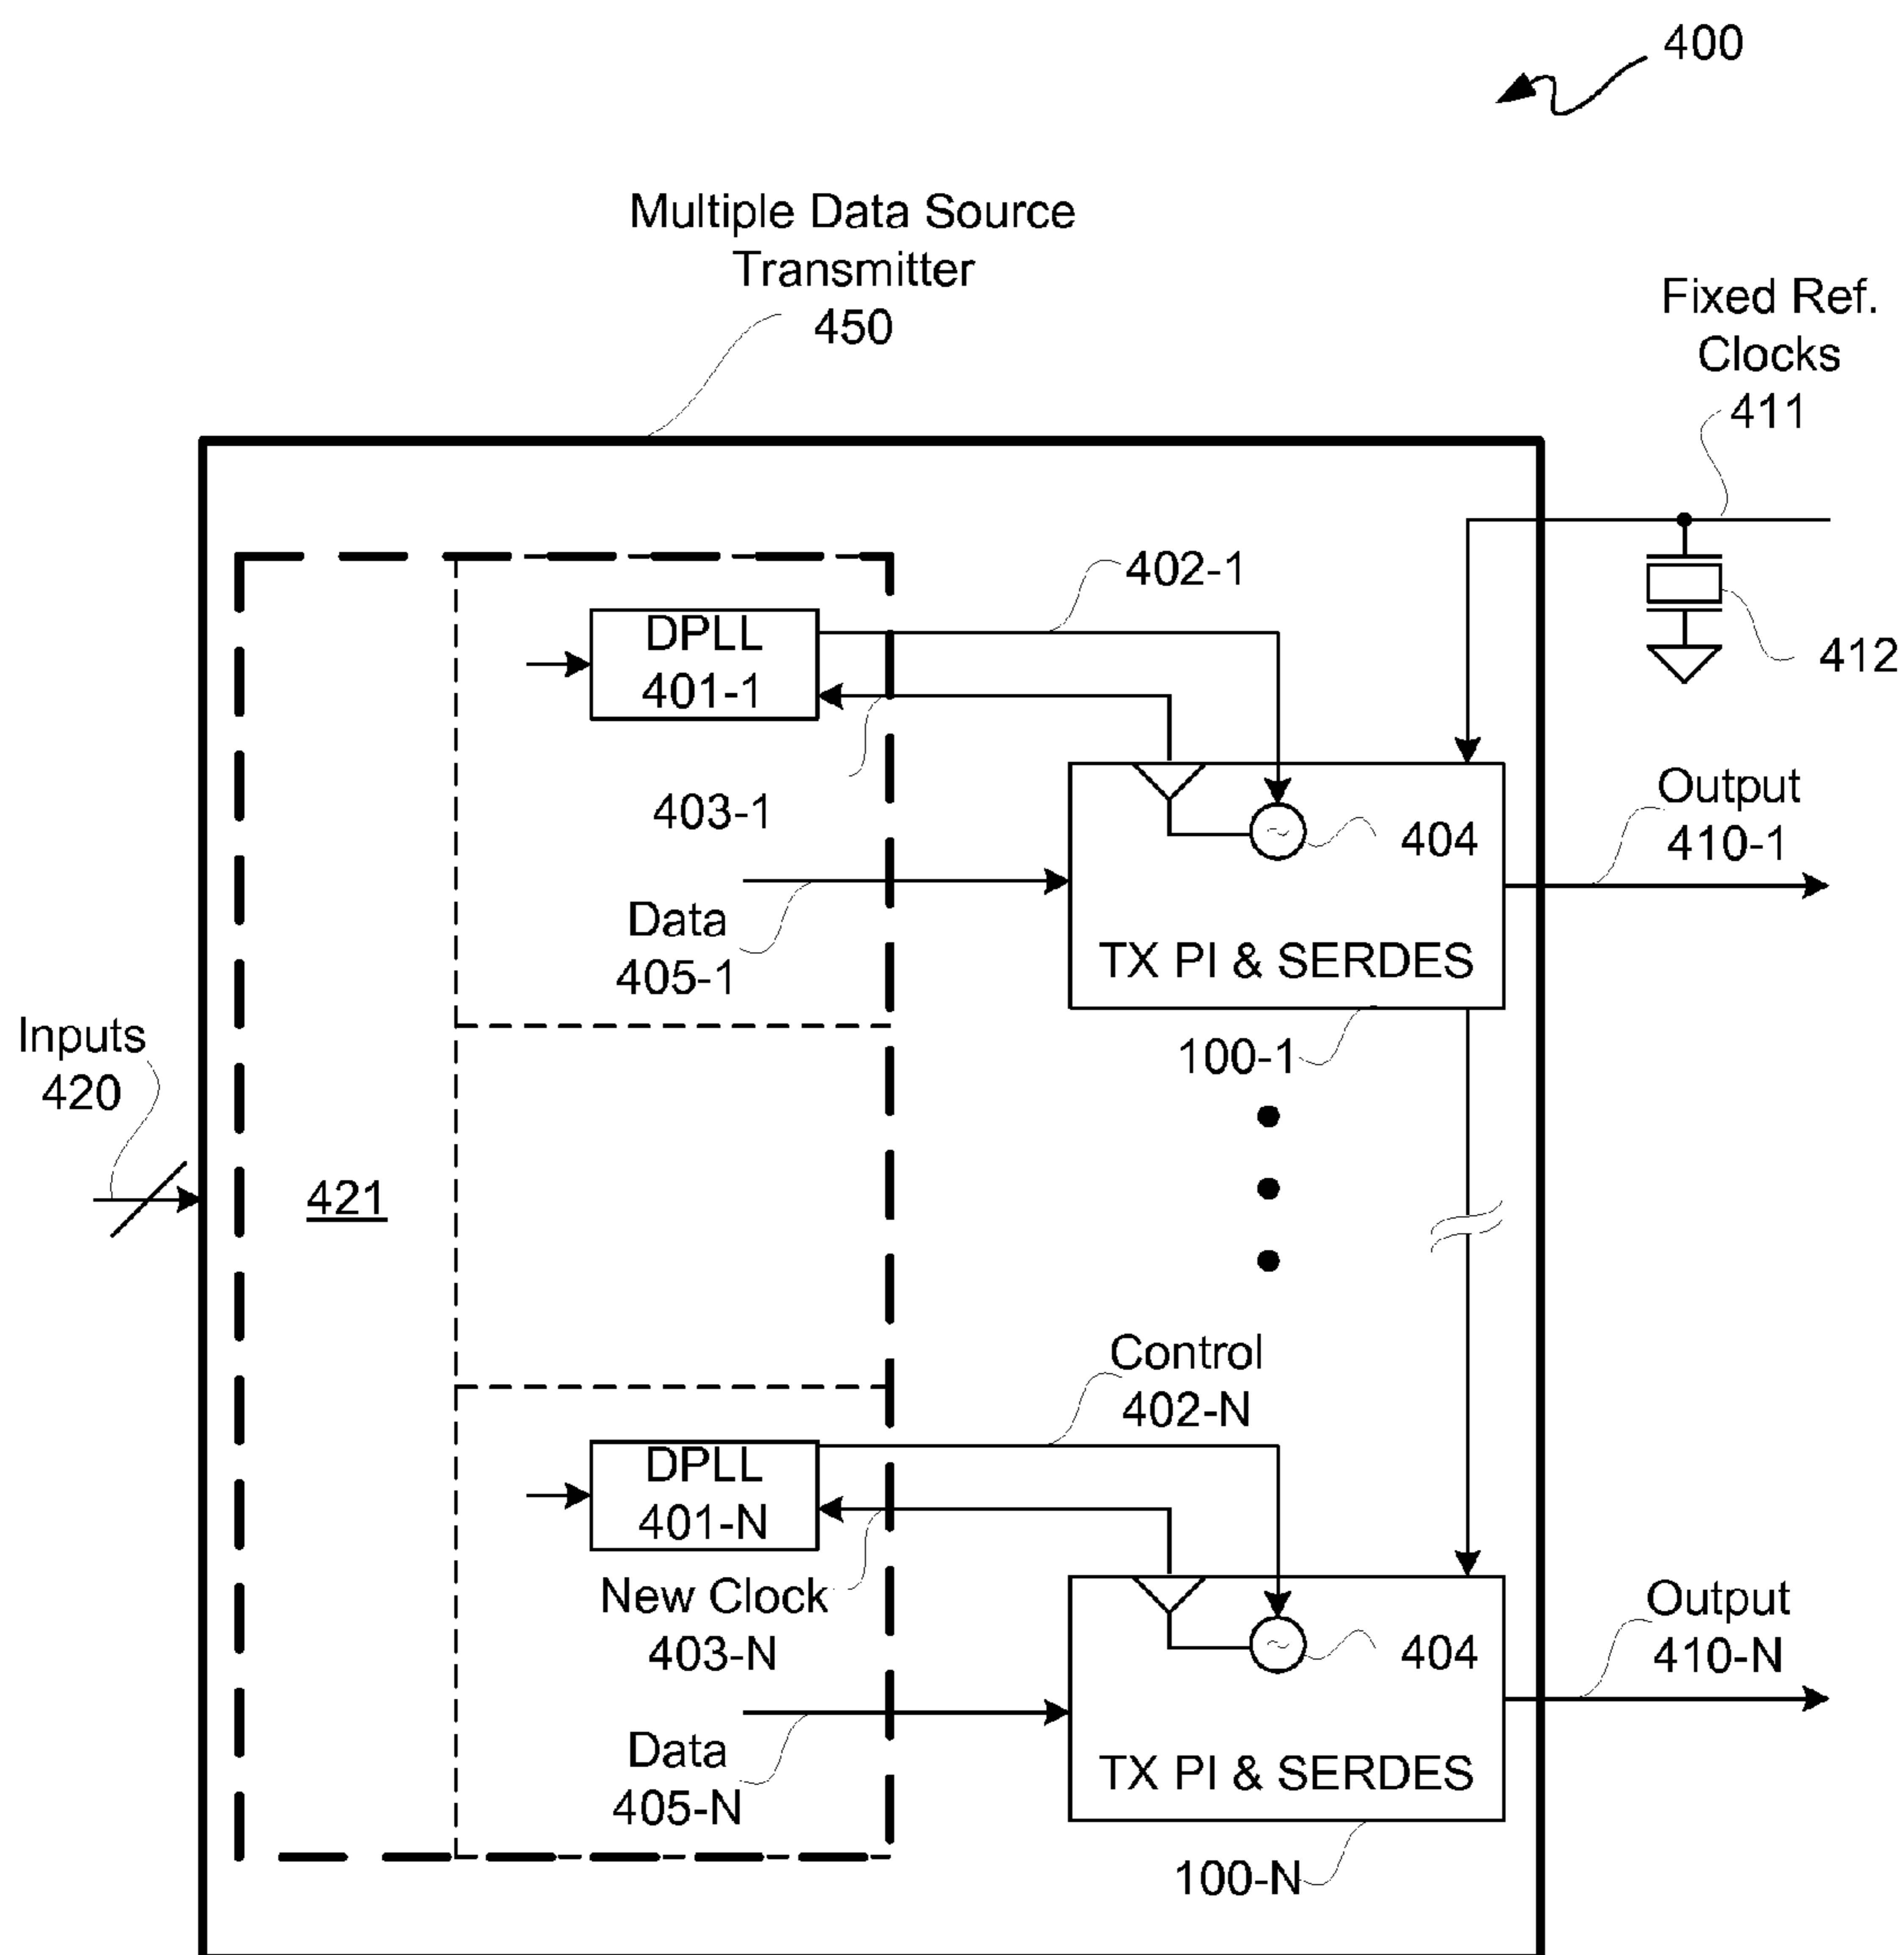 400
Multiple Data Source
Transmitter
450
Fixed Ref.
Clocks
411
402-1
DPLL
401-1
412
403-1
404
Output
410-1
Data
405-1
TX PI & SERDES
Inputs
420
100-1
421
Control
402-N
DPLL
401-N
New Clock
403-N
404
Output
410-N
Data
405-N
TX PI & SERDES
100-N